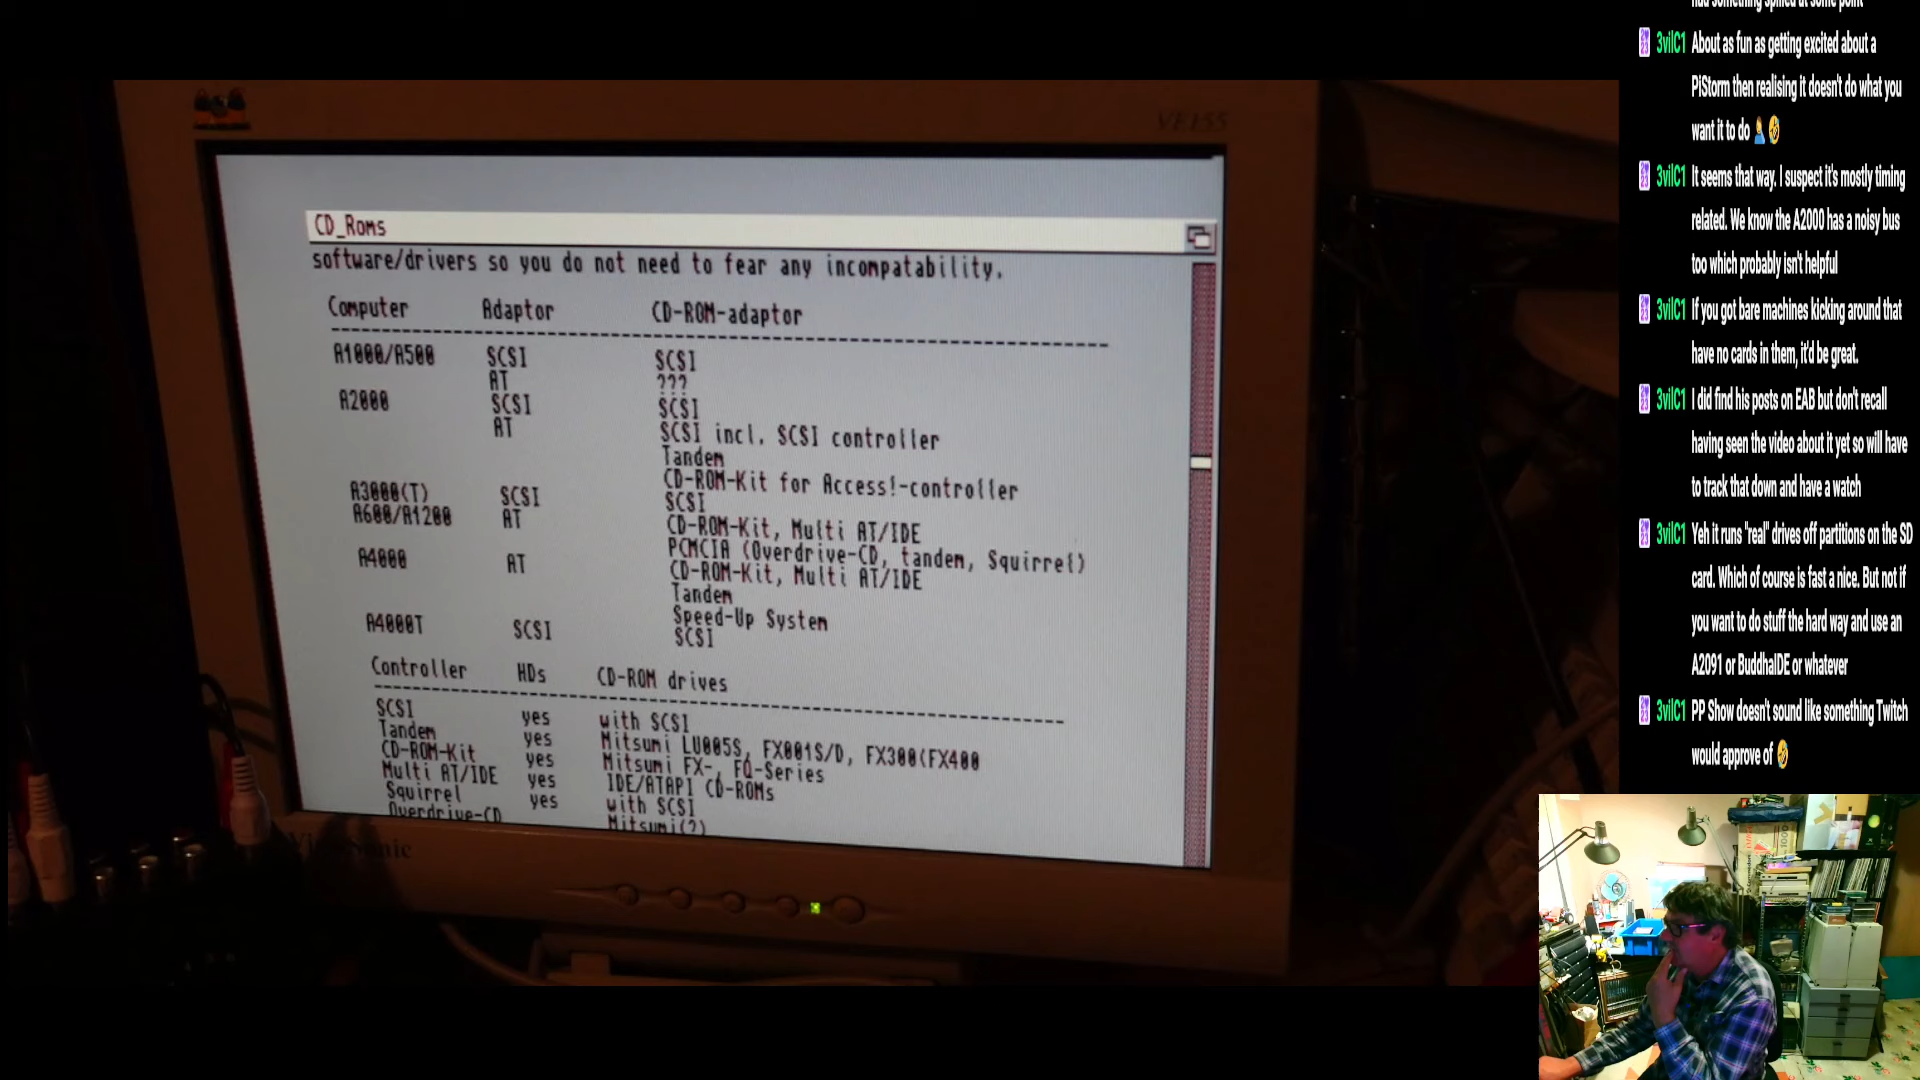 VE155
CD_Roms
software/drivers so you do not need to fear any incompatability.
Computer Adaptor CD-ROM-adaptor
A1000/A500 SCSI SCSI
AT ???
A2000 SCSI SCSI
AT SCSI incl. SCSI controller
Tandem
CD-ROM-Kit for Access!-controller
A3000(T) SCSI SCSI
A600/A1200 AT CD-ROM-Kit, Multi AT/IDE
PCMCIA (Overdrive-CD, tandem, Squirrel)
A4000 AT CD-ROM-Kit, Multi AT/IDE
Tandem
Speed-Up System
A4000T SCSI SCSI
Controller HDs CD-ROM drives
SCSI yes with SCSI
Tandem yes Mitsumi LU005S, FX001S/D, FX300(FX400
CD-ROM-Kit yes Mitsumi FX-, FQ-Series
Multi AT/IDE yes IDE/ATAPI CD-ROMs
Squirrel yes with SCSI
Overdrive-CD Mitsumi(?)
ViewSonic
had something spilled at some point
3vilC1 About as fun as getting excited about a
PiStorm then realising it doesn't do what you
want it to do 🤦🤣
3vilC1 It seems that way. I suspect it's mostly timing
related. We know the A2000 has a noisy bus
too which probably isn't helpful
3vilC1 If you got bare machines kicking around that
have no cards in them, it'd be great.
3vilC1 I did find his posts on EAB but don't recall
having seen the video about it yet so will have
to track that down and have a watch
3vilC1 Yeh it runs "real" drives off partitions on the SD
card. Which of course is fast a nice. But not if
you want to do stuff the hard way and use an
A2091 or BuddhaIDE or whatever
3vilC1 PP Show doesn't sound like something Twitch
would approve of 🤣